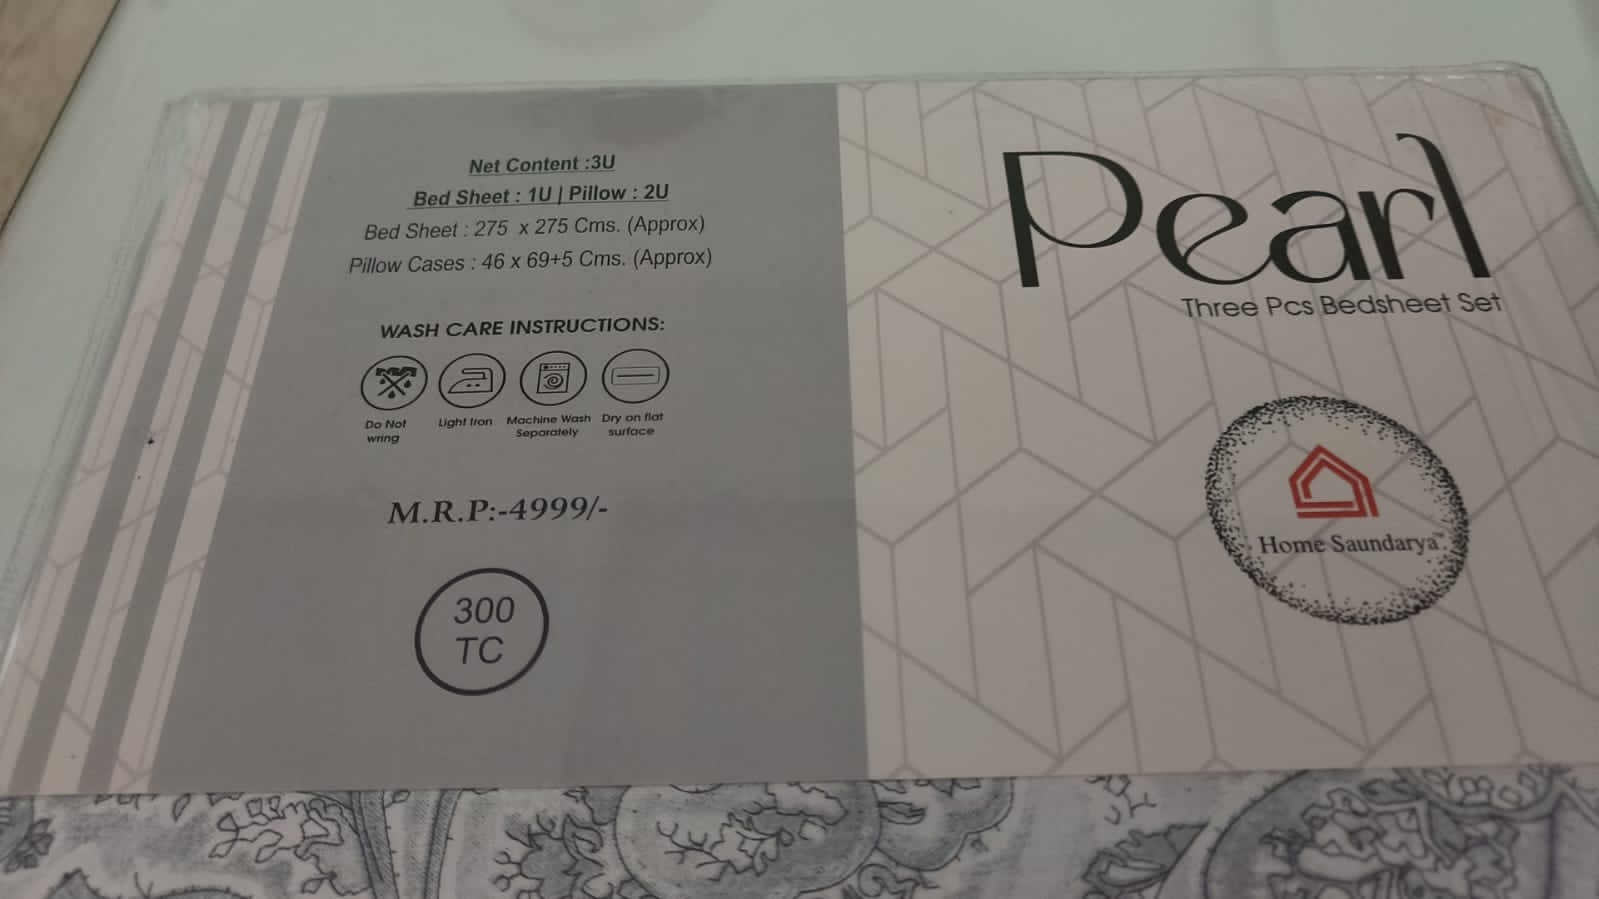 Net Content :3U
Bed Sheet : 1U | Pillow : 2U
Bed Sheet : 275 x 275 Cms. (Approx)
Pillow Cases : 46 x 69+5 Cms. (Approx)
WASH CARE INSTRUCTIONS:
Do Not
wring
Light Iron
Machine Wash
Separately
Dry on flat
surface
M.R.P:-4999/-
300
TC
Pearl
Three Pcs Bedsheet Set
Home Saundarya™